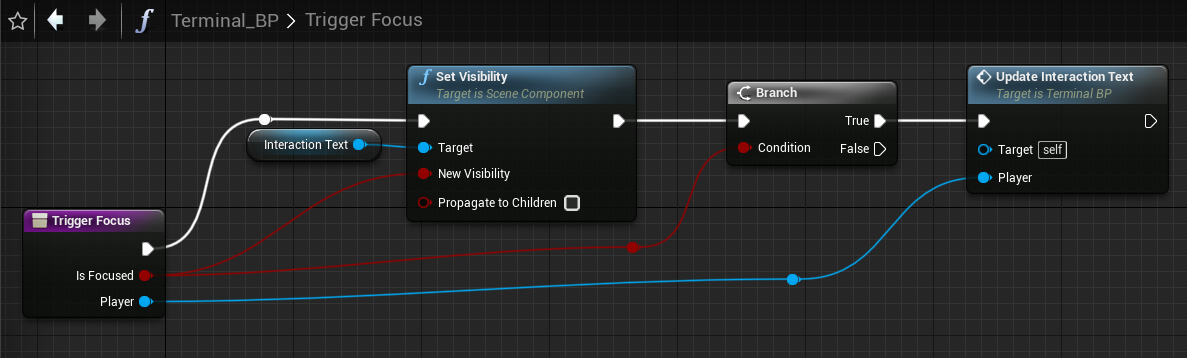 Terminal_BP > Trigger Focus
Set Visibility
Target is Scene Component
Target
New Visibility
Propagate to Children
Interaction Text
Branch
True
Condition
False
Update Interaction Text
Target is Terminal BP
Target self
Player
Trigger Focus
Is Focused
Player